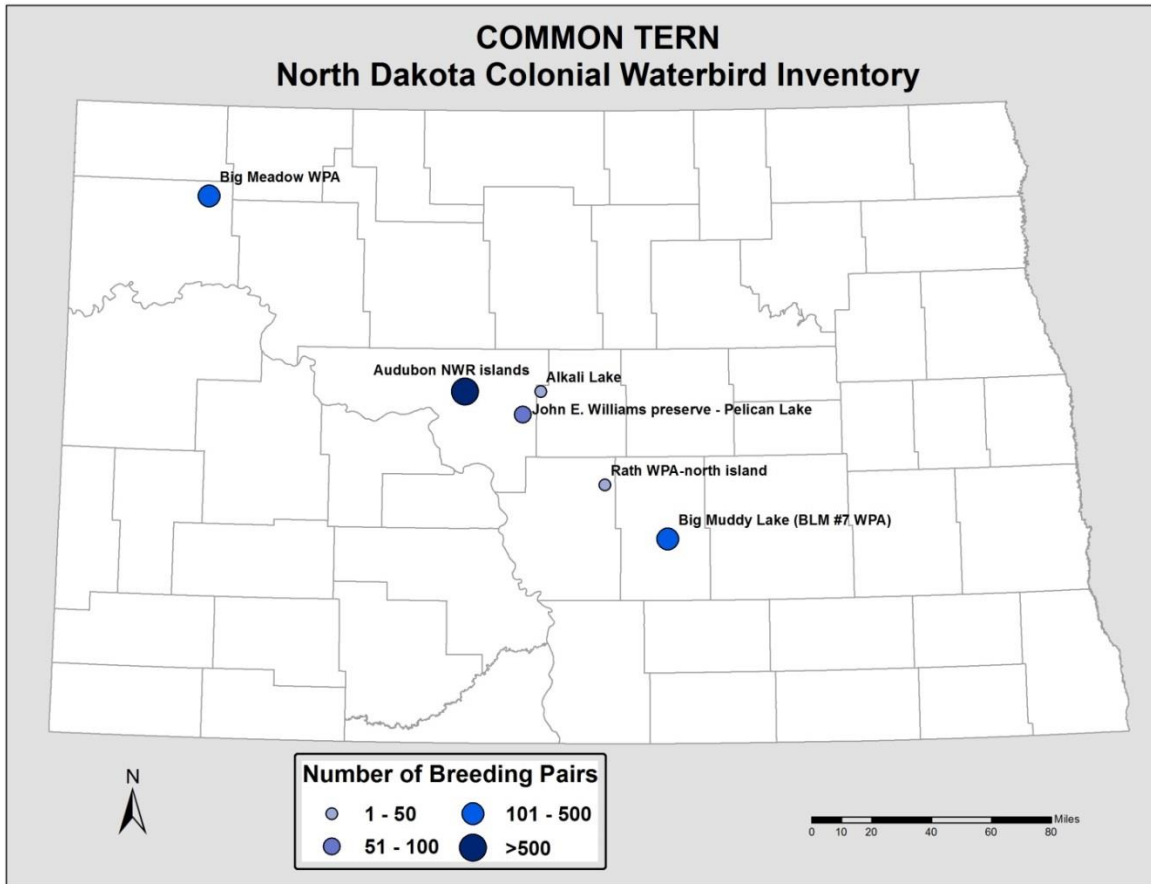 COMMON TERN
North Dakota Colonial Waterbird Inventory
Big Meadow WPA
Audubon NWR islands
Alkali Lake
John E. Williams preserve - Pelican Lake
Rath WPA-north island
Big Muddy Lake (BLM #7 WPA)
N
Number of Breeding Pairs
1 - 50
101 - 500
51 - 100
>500
Miles
0 10 20 40 60 80